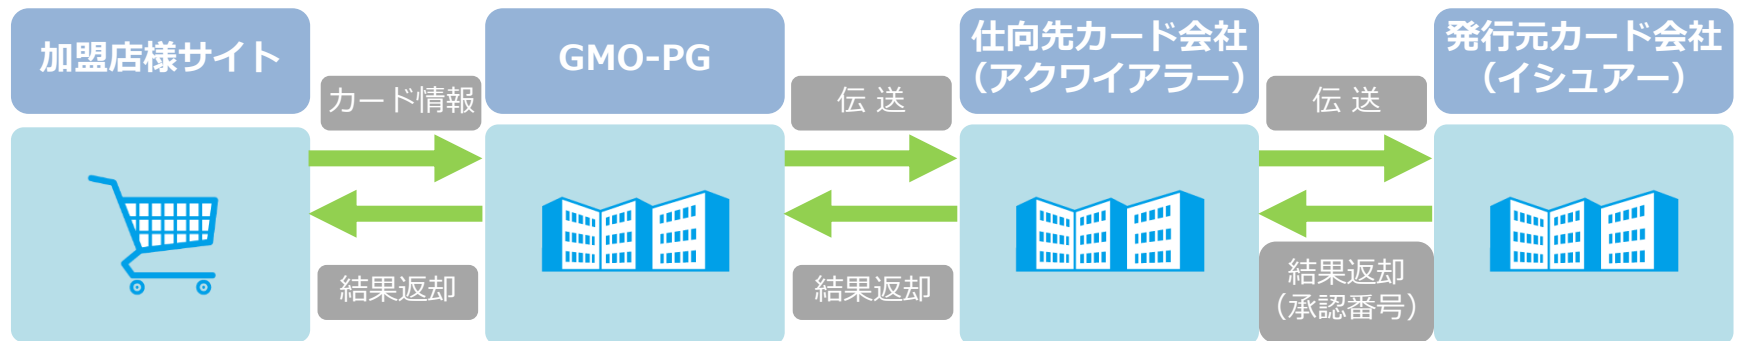 加盟店様サイト
GMO-PG
仕向先カード会社
（アクワイアラー）
発行元カード会社
（イシュアー）
カード情報
伝 送
伝 送
結果返却
結果返却
結果返却
（承認番号）